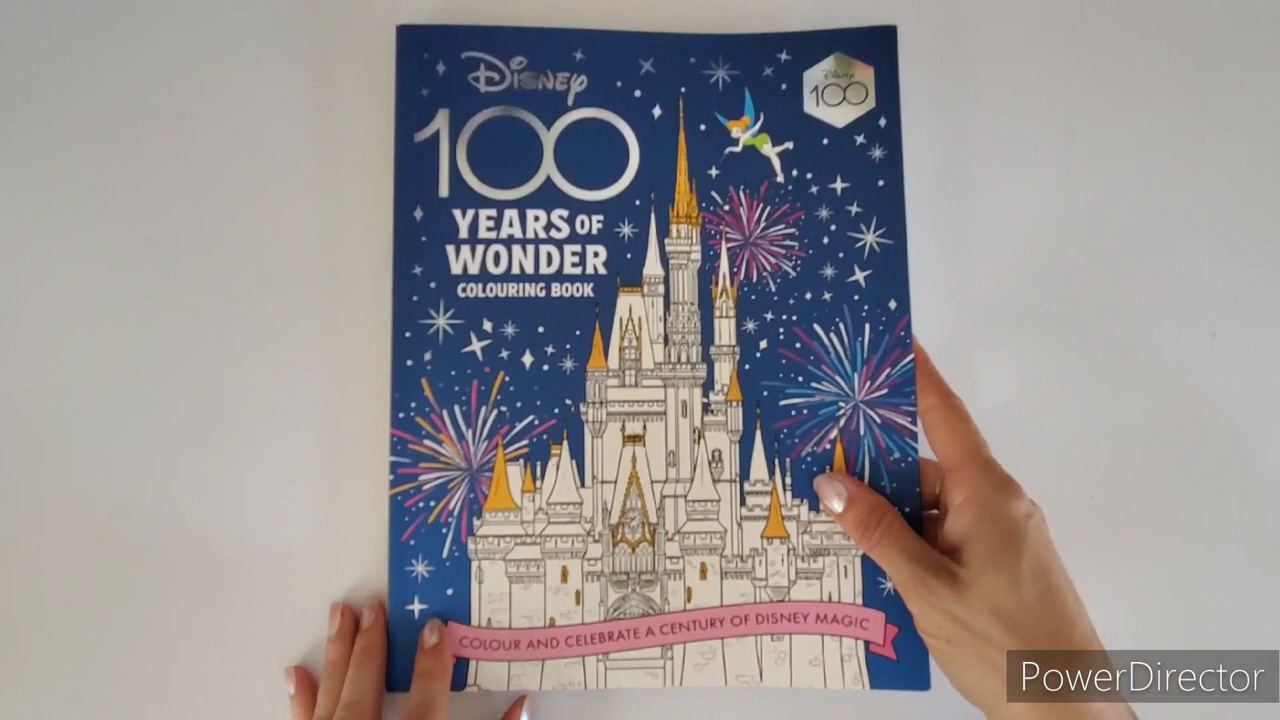 Disney
100
YEARS OF
WONDER
COLOURING BOOK
Disney
100
COLOUR AND CELEBRATE A CENTURY OF DISNEY MAGIC
PowerDirector